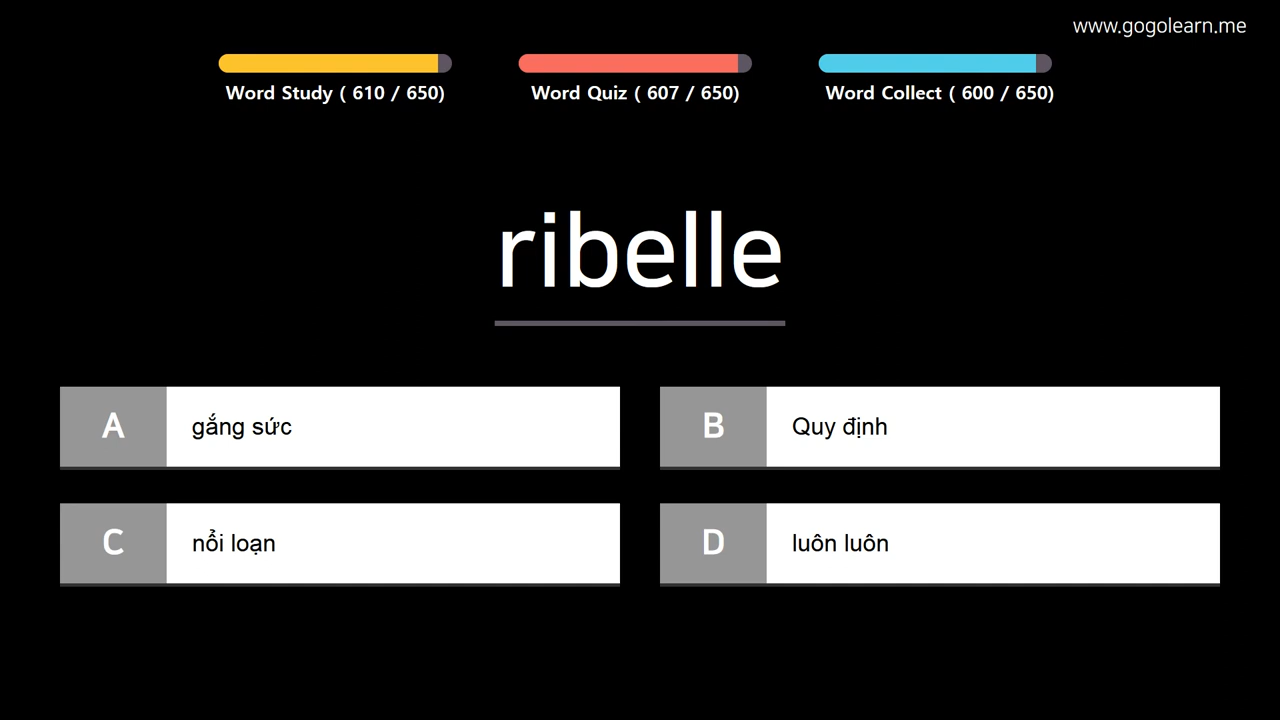 www.gogolearn.me
Word Study ( 610 / 650)
Word Quiz ( 607 / 650)
Word Collect ( 600 / 650)
ribelle
A gắng sức
B Quy định
C nổi loạn
D luôn luôn